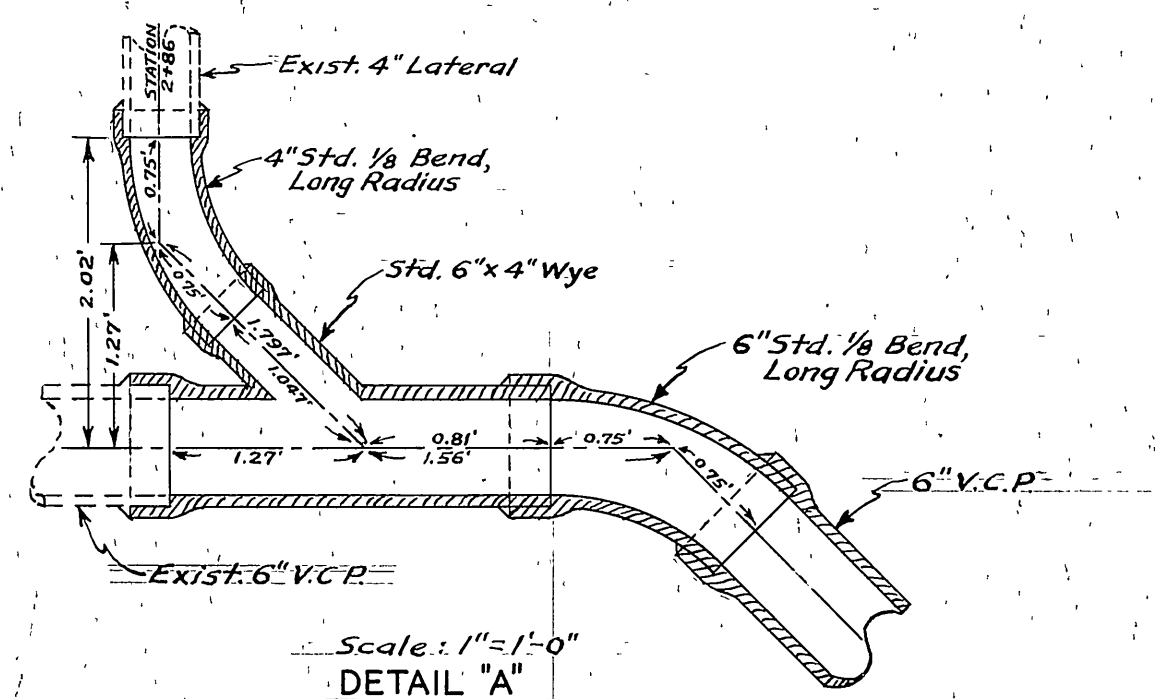 STATION
2+86
Exist. 4" Lateral
4" Std. 1/8 Bend,
Long Radius
0.75'
2.02'
1.27'
Std. 6" x 4" Wye
0.75'
1.797'
1.047'
6" Std. 1/8 Bend,
Long Radius
0.81'
0.75'
1.27'
1.56'
0.75'
6" V.C.P.
Exist. 6" V.C.P.
Scale: 1"=1'-0"
DETAIL "A"